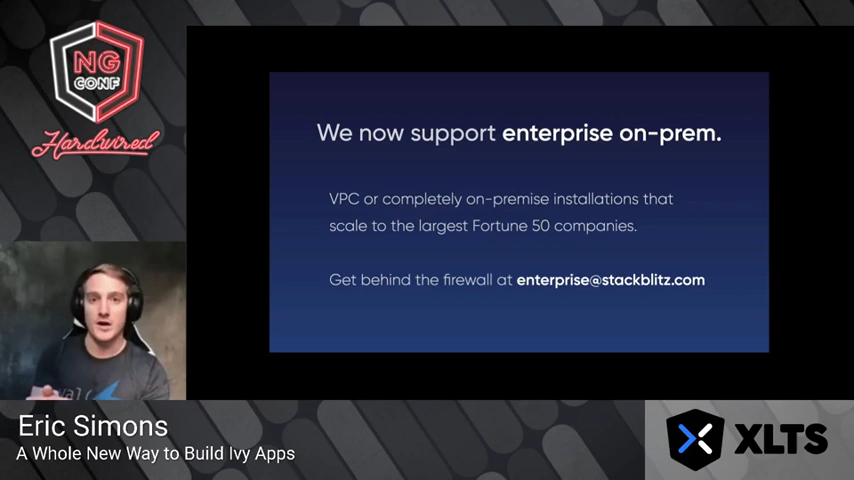 NG
CONF
Hardwired
We now support enterprise on-prem.
VPC or completely on-premise installations that
scale to the largest Fortune 50 companies.
Get behind the firewall at enterprise@stackblitz.com
Eric Simons
A Whole New Way to Build Ivy Apps
XLTS